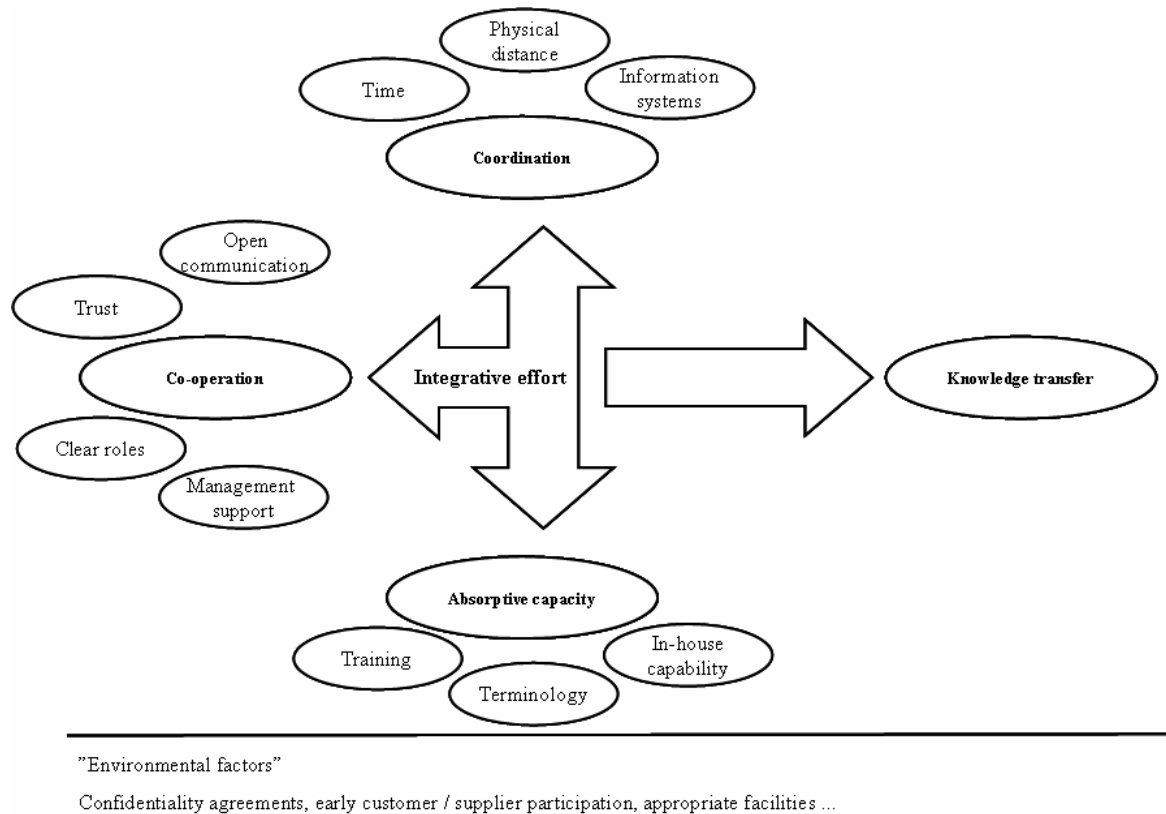 Physical
distance
Time
Information
systems
Coordination
Open
communication
Trust
Co-operation
Integrative effort
Knowledge transfer
Clear roles
Management
support
Absorptive capacity
Training
In-house
capability
Terminology
”Environmental factors”
Confidentiality agreements, early customer / supplier participation, appropriate facilities ...